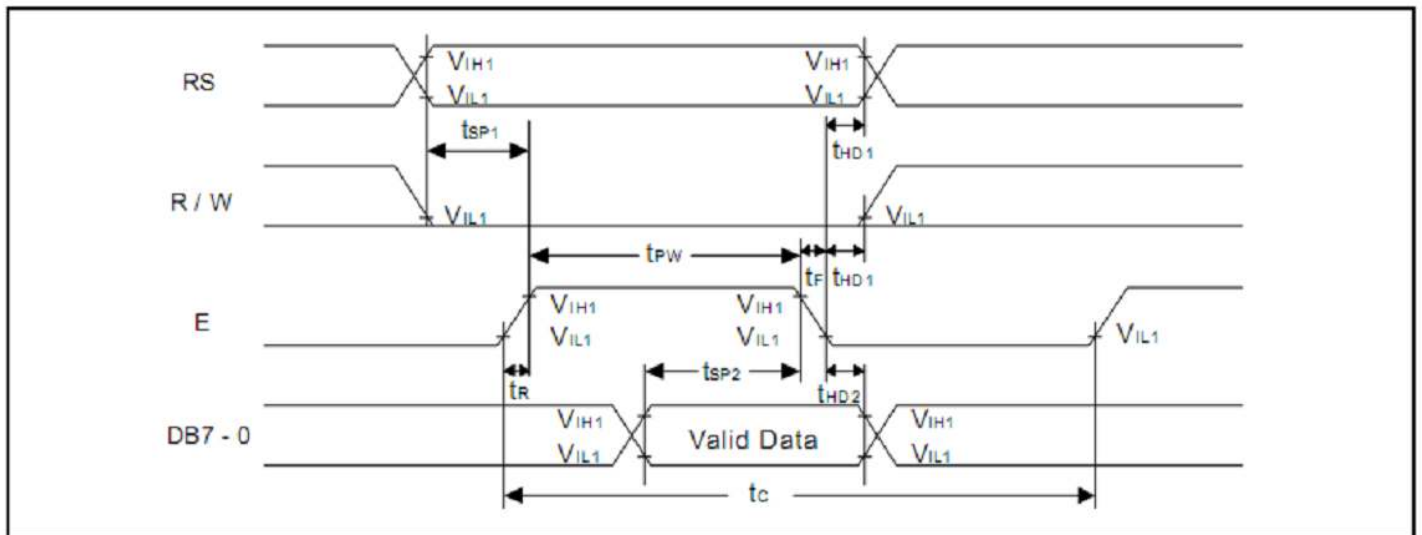 RS
VIH1
VIL1
VIH1
VIL1
tSP1
tHD1
R / W
VIL1
VIL1
tPW
tF
tHD1
E
VIH1
VIL1
VIH1
VIL1
VIL1
tR
tSP2
tHD2
DB7 - 0
VIH1
VIL1
Valid Data
VIH1
VIL1
tC